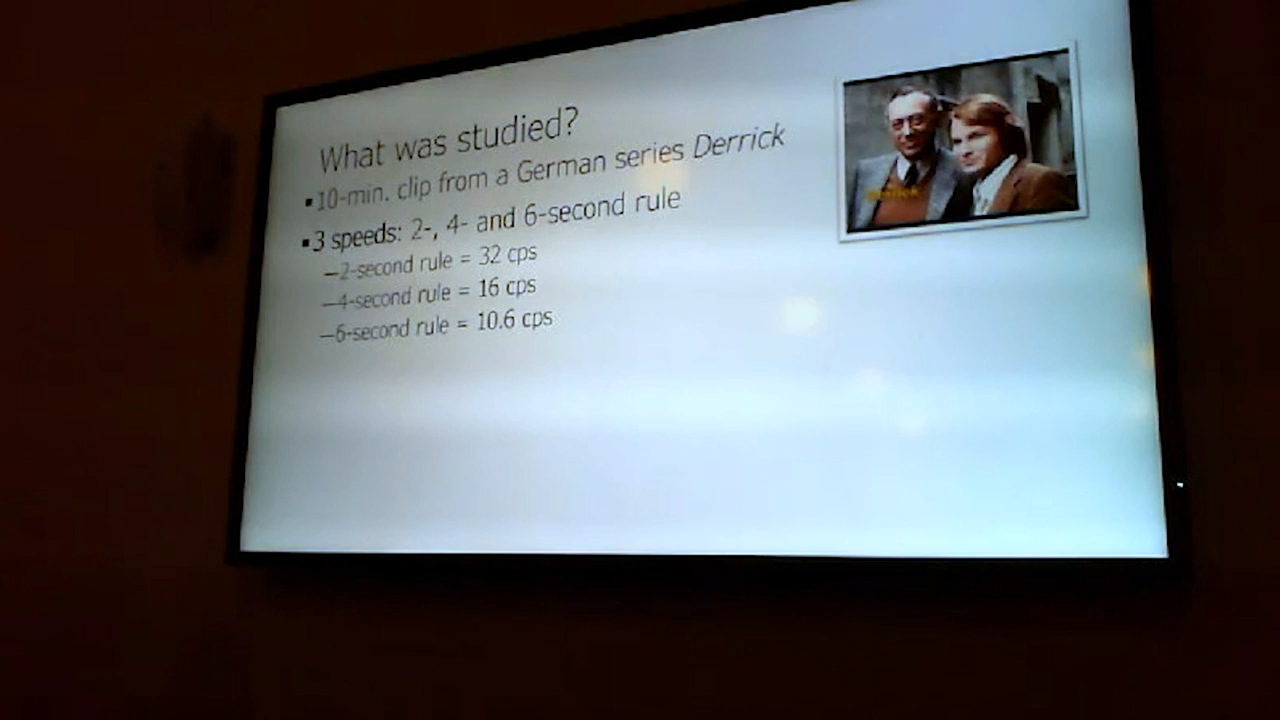 What was studied?
▪10-min. clip from a German series Derrick
▪3 speeds: 2-, 4- and 6-second rule
–2-second rule = 32 cps
–4-second rule = 16 cps
–6-second rule = 10.6 cps